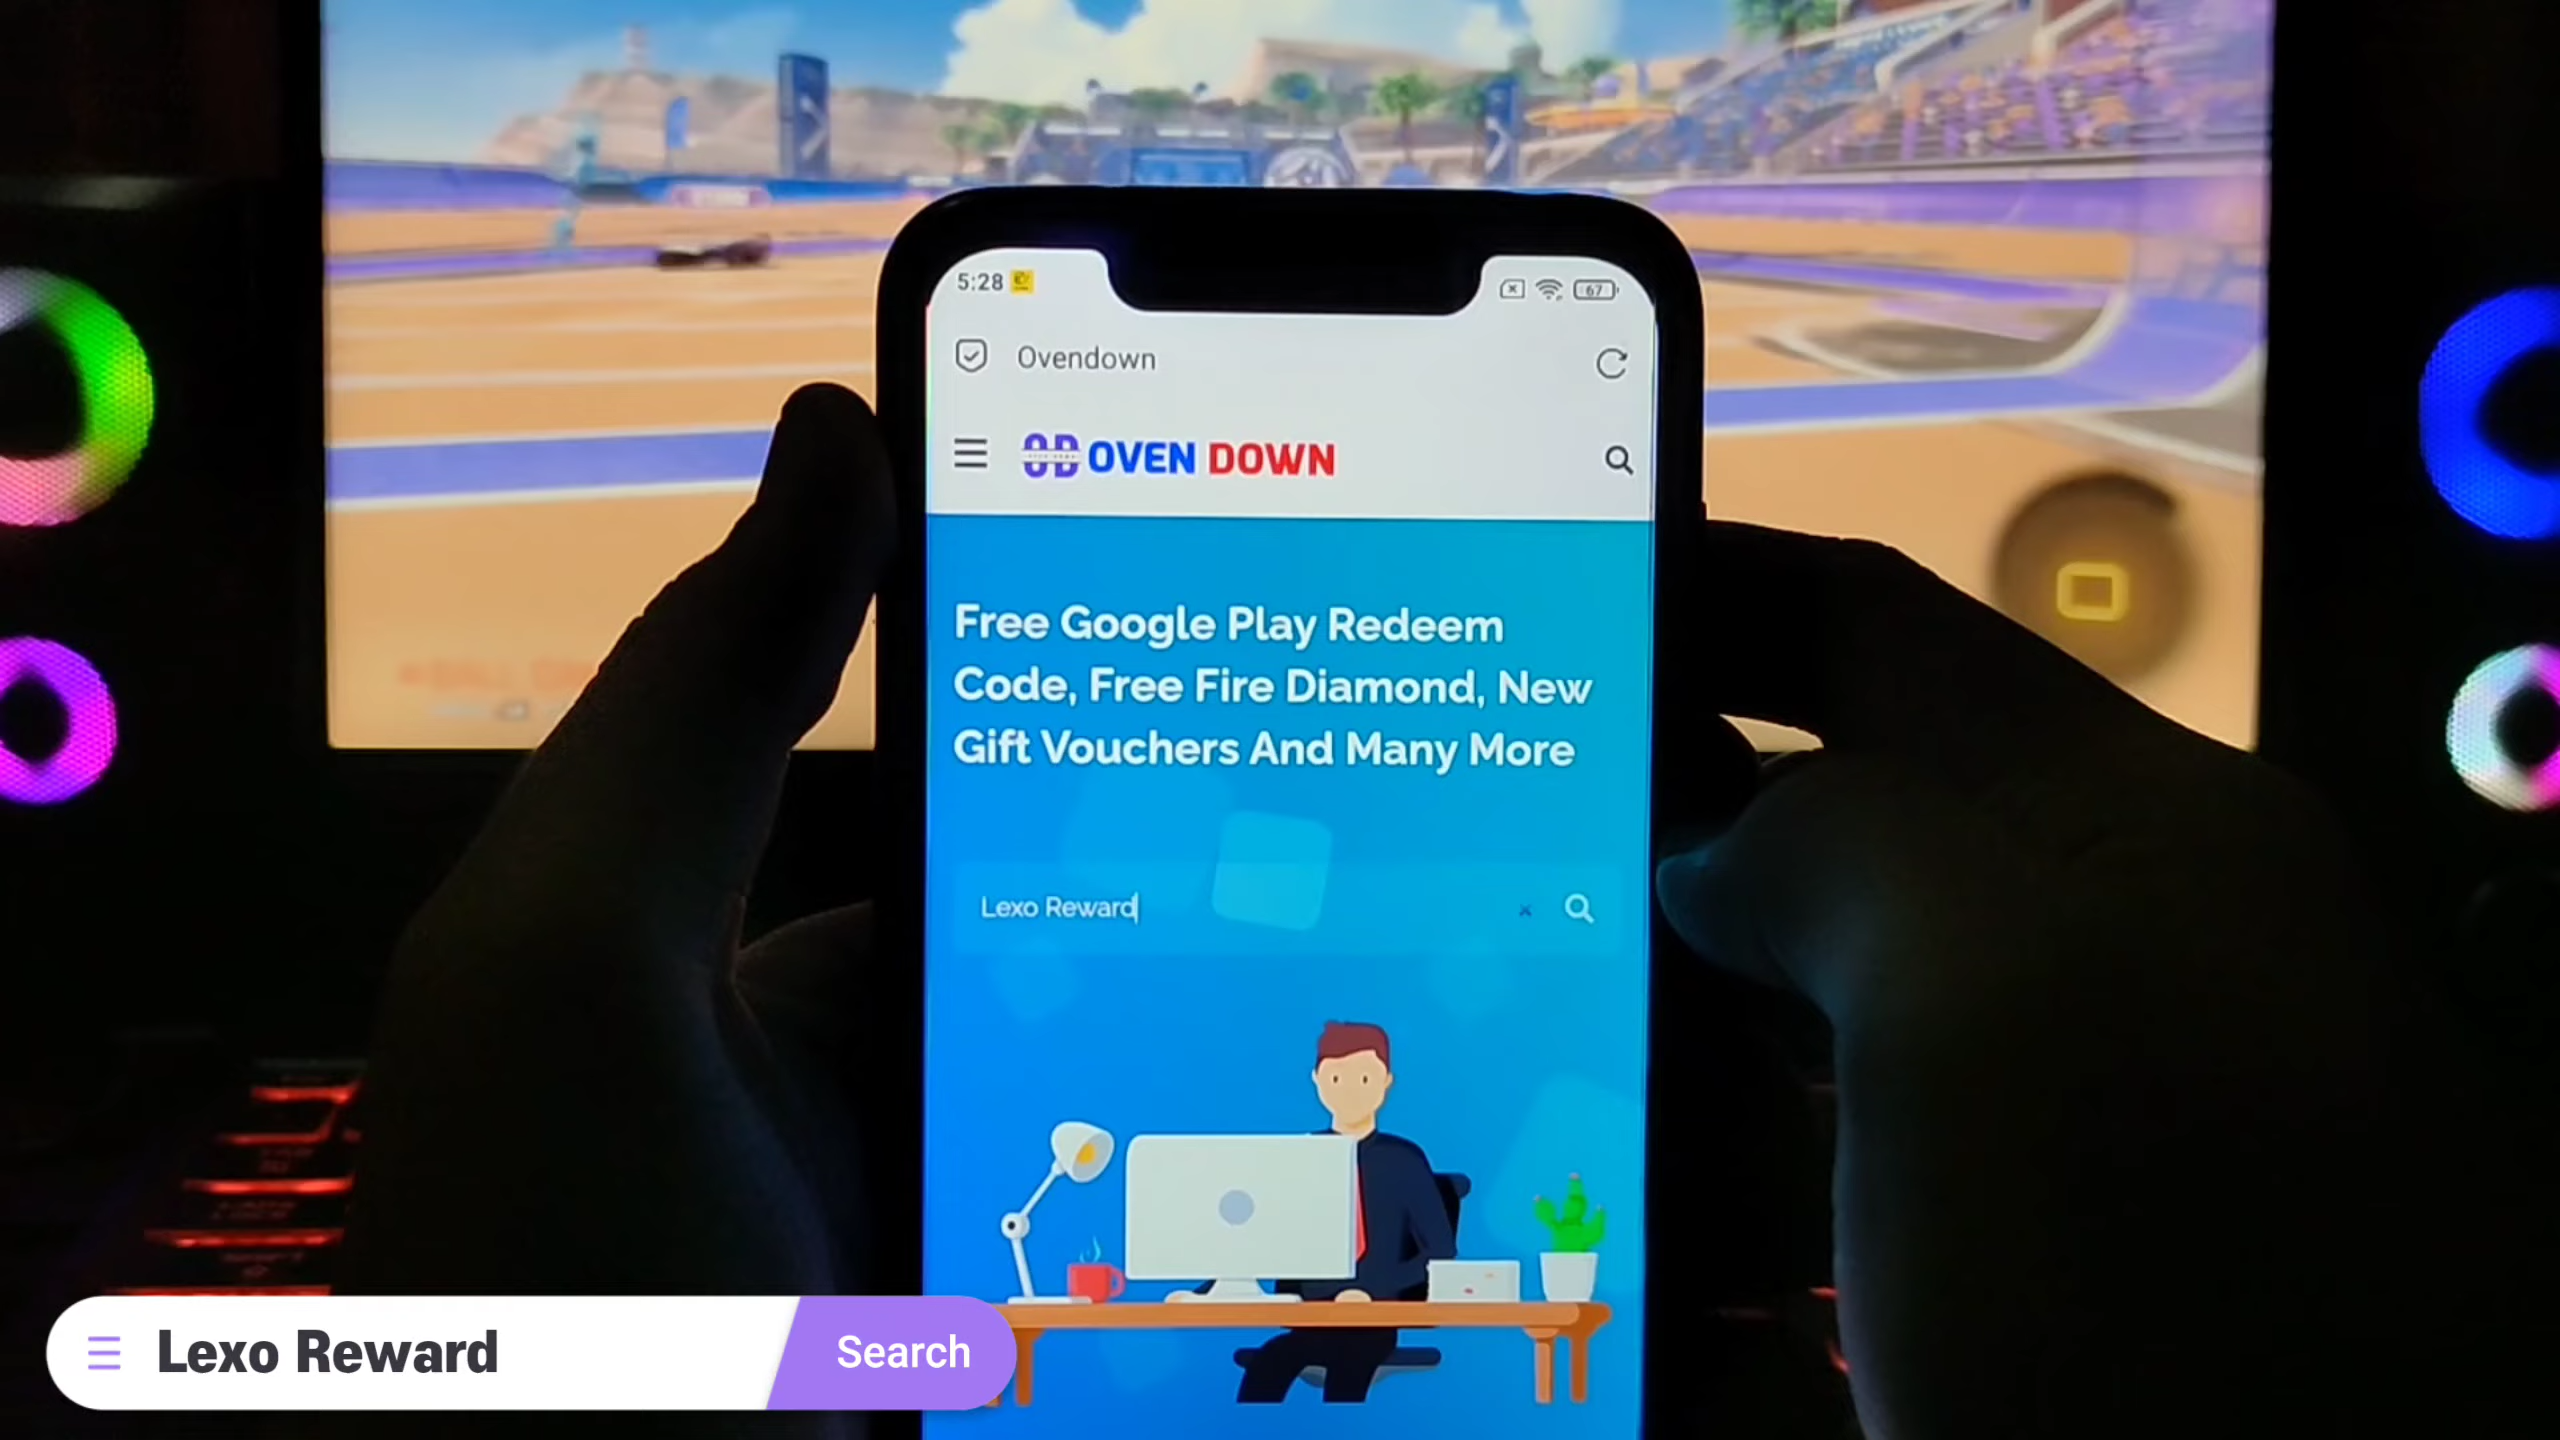 5:28
67
Ovendown
OVEN DOWN
Free Google Play Redeem
Code, Free Fire Diamond, New
Gift Vouchers And Many More
Lexo Reward
Lexo Reward
Search